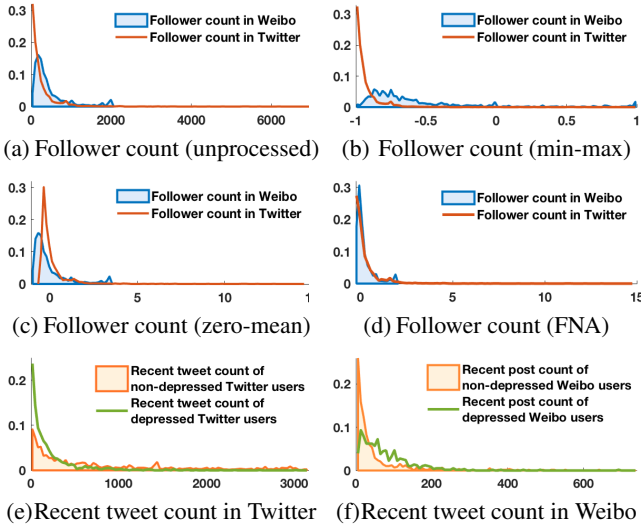 0.3
0.2
0.1
0
0 2000 4000 6000
Follower count in Weibo
Follower count in Twitter
(a) Follower count (unprocessed)
0.3
0.2
0.1
0
-1 -0.5 0 0.5 1
Follower count in Weibo
Follower count in Twitter
(b) Follower count (min-max)
0.3
0.2
0.1
0
0 5 10 1
Follower count in Weibo
Follower count in Twitter
(c) Follower count (zero-mean)
0.3
0.2
0.1
0
0 5 10 15
Follower count in Weibo
Follower count in Twitter
(d) Follower count (FNA)
0.2
0.1
0
0 1000 2000 3000
Recent tweet count of
non-depressed Twitter users
Recent tweet count of
depressed Twitter users
(e)Recent tweet count in Twitter
0.2
0.1
0
0 200 400 600
Recent post count of
non-depressed Weibo users
Recent post count of
depressed Weibo users
(f)Recent tweet count in Weibo